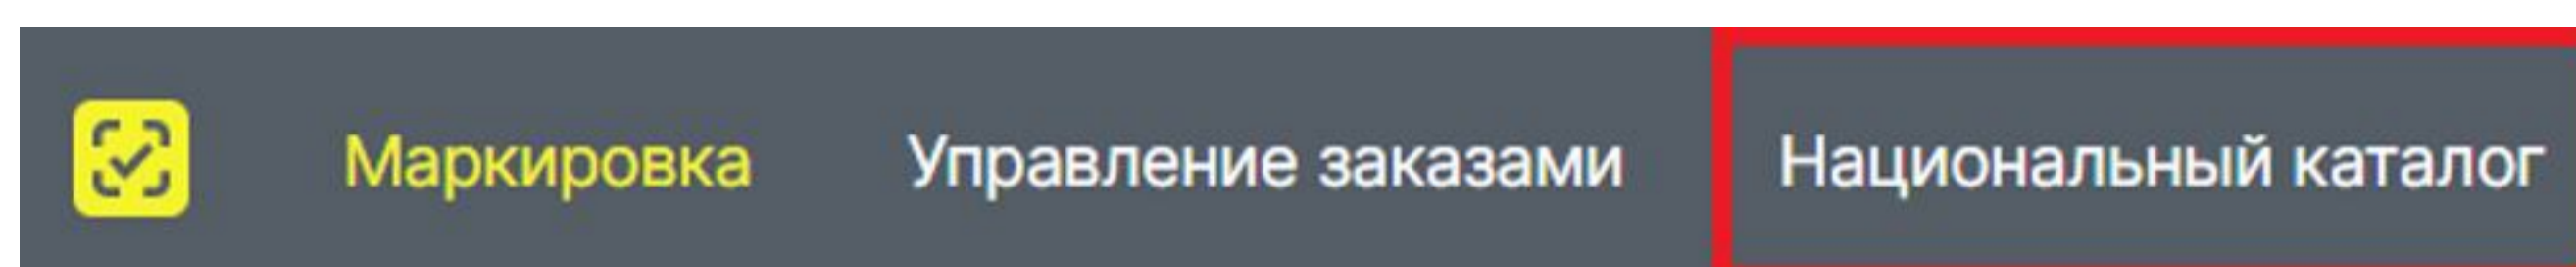 Маркировка Управление заказами Национальный каталог